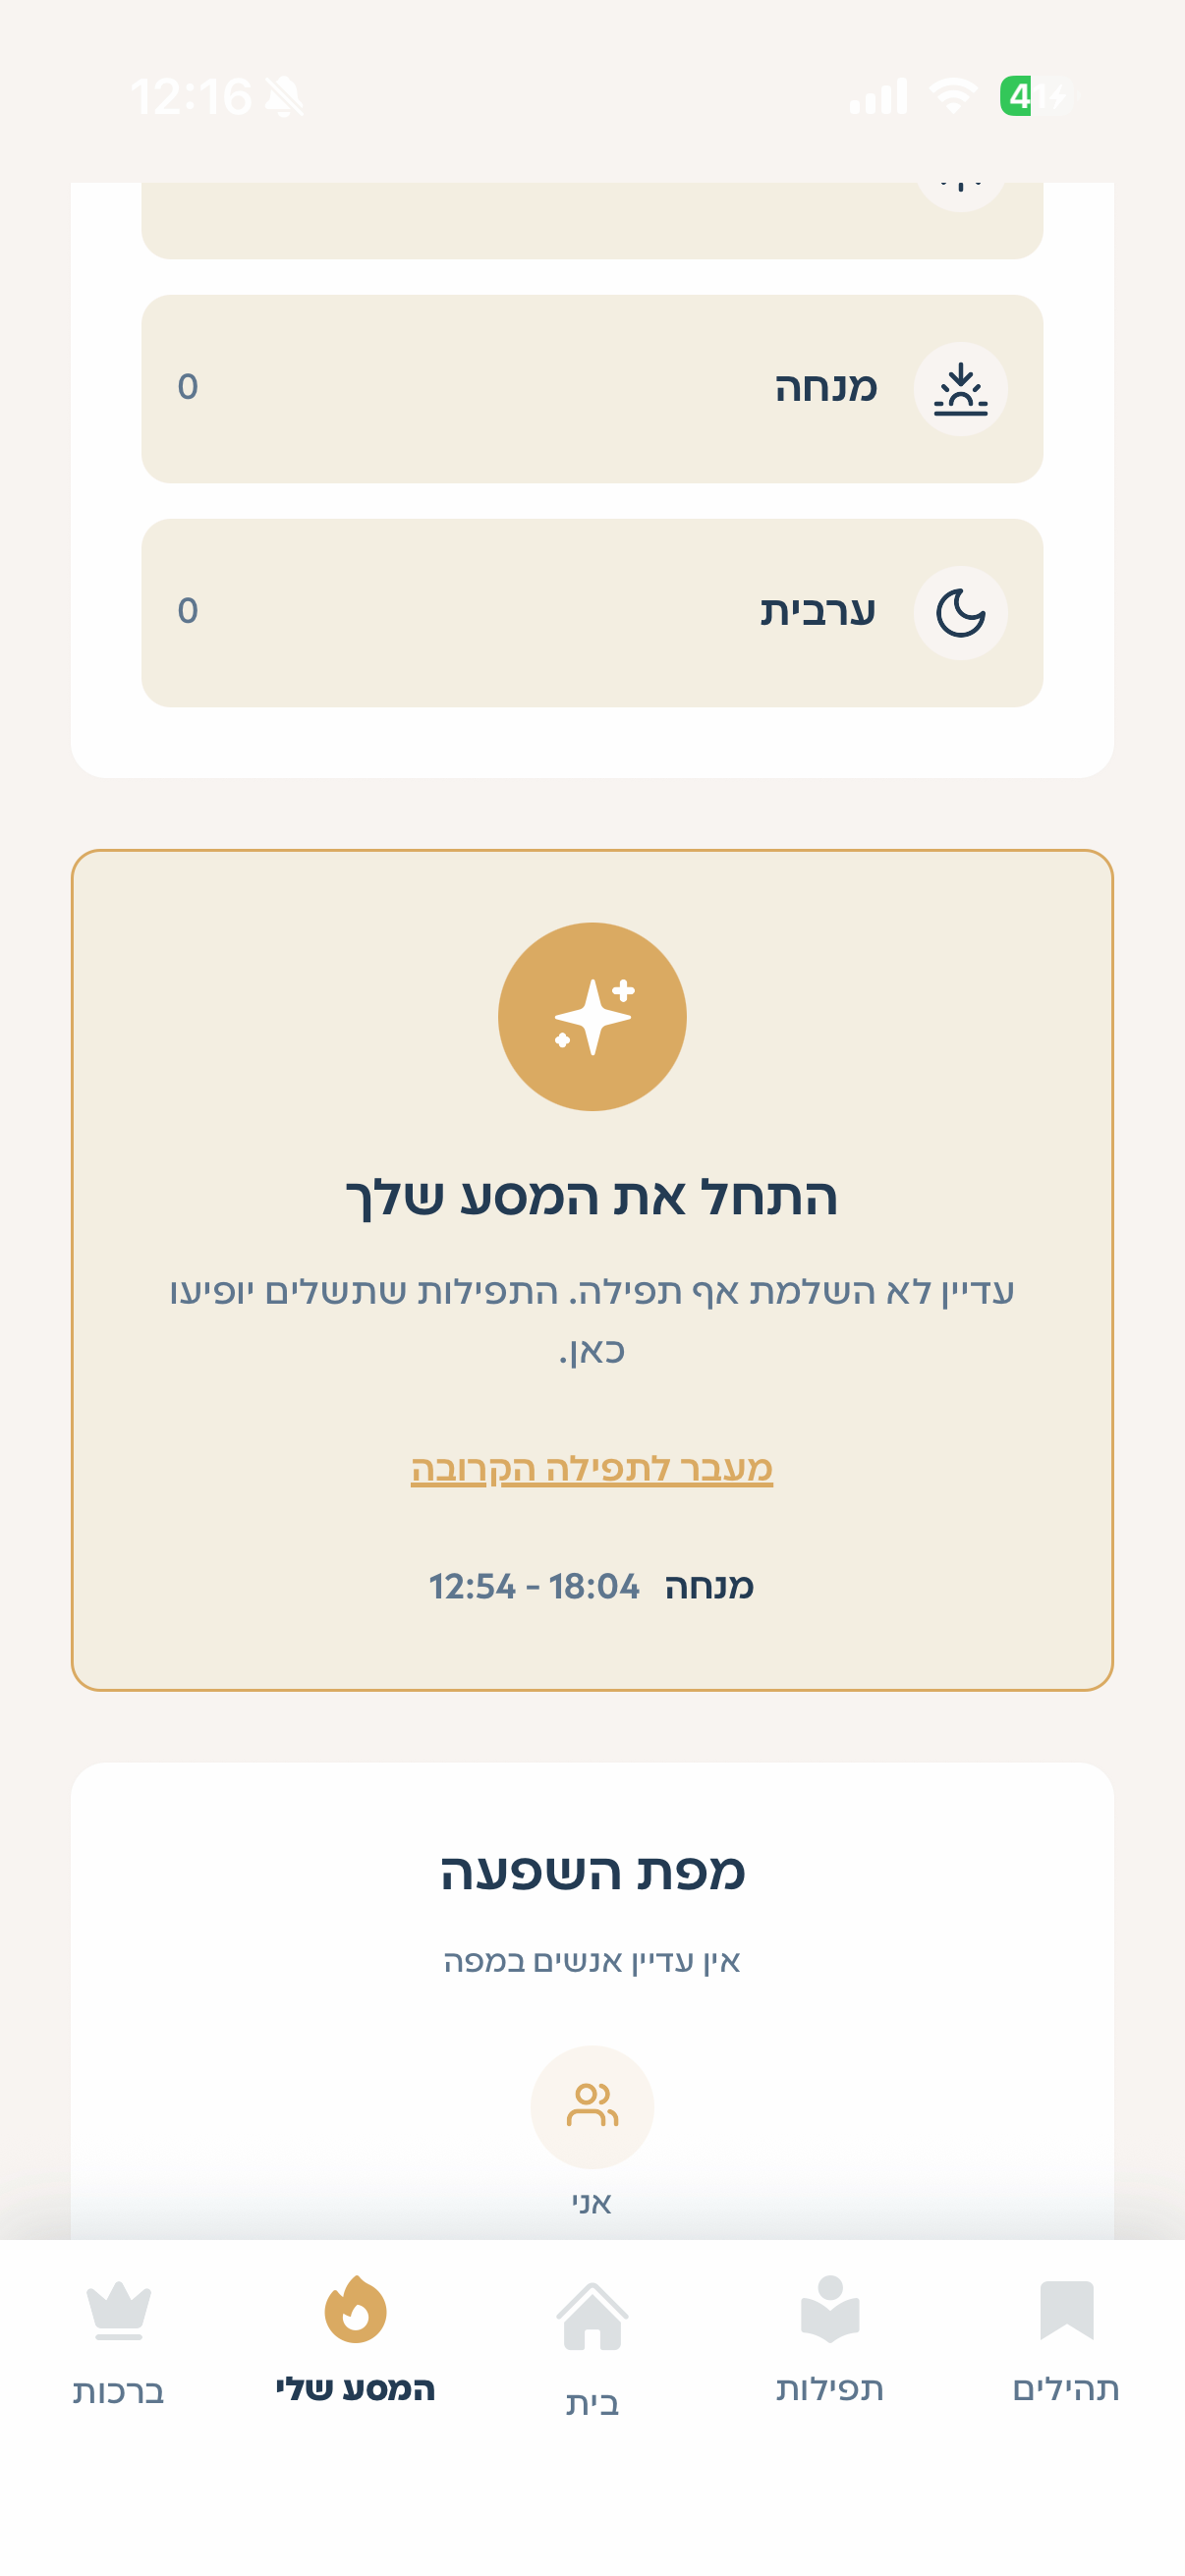 12:16
41
מנחה
0
ערבית
0
התחל את המסע שלך
עדיין לא השלמת אף תפילה. התפילות שתשלים יופיעו
כאן.
מעבר לתפילה הקרובה
מנחה 12:54 - 18:04
מפת השפעה
אין עדיין אנשים במפה
אני
תהילים
תפילות
בית
המסע שלי
ברכות